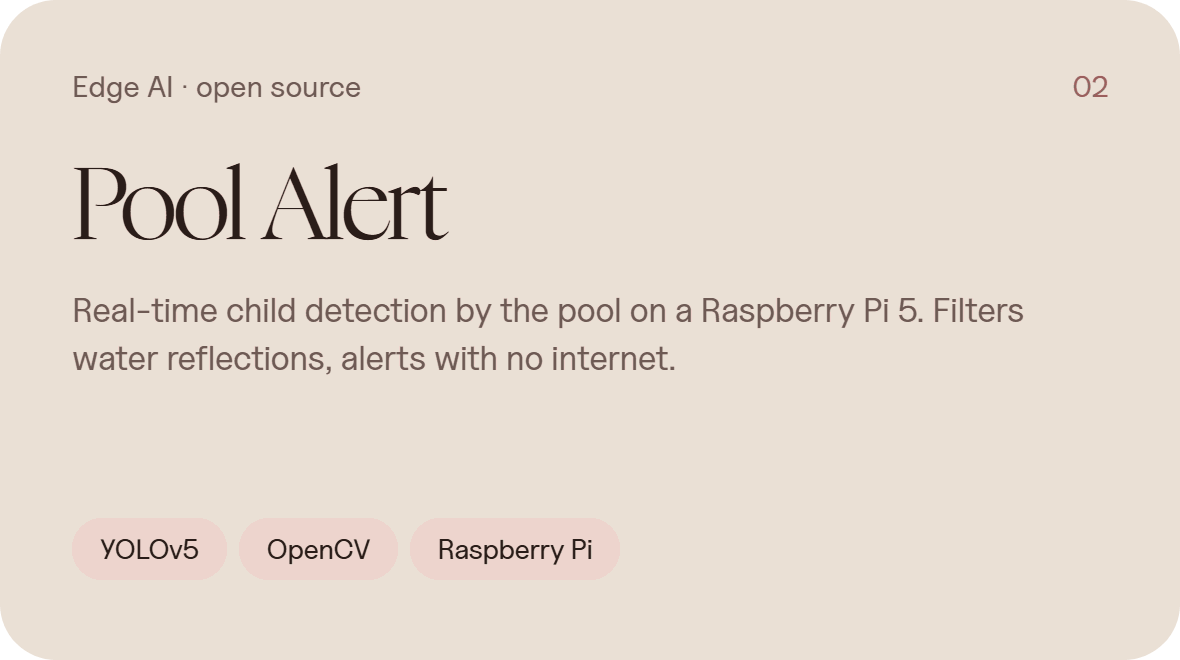 Edge AI · open source
02
Pool Alert
Real-time child detection by the pool on a Raspberry Pi 5. Filters
water reflections, alerts with no internet.
YOLOv5
OpenCV
Raspberry Pi